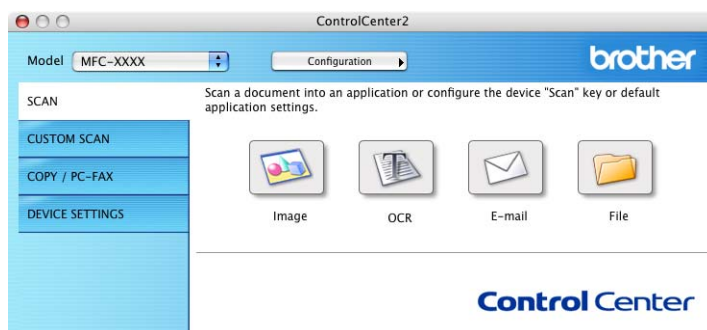 ControlCenter2
Model MFC-XXXX Configuration brother
SCAN
CUSTOM SCAN
COPY / PC-FAX
DEVICE SETTINGS
Scan a document into an application or configure the device "Scan" key or default
application settings.
Image OCR E-mail File
Control Center